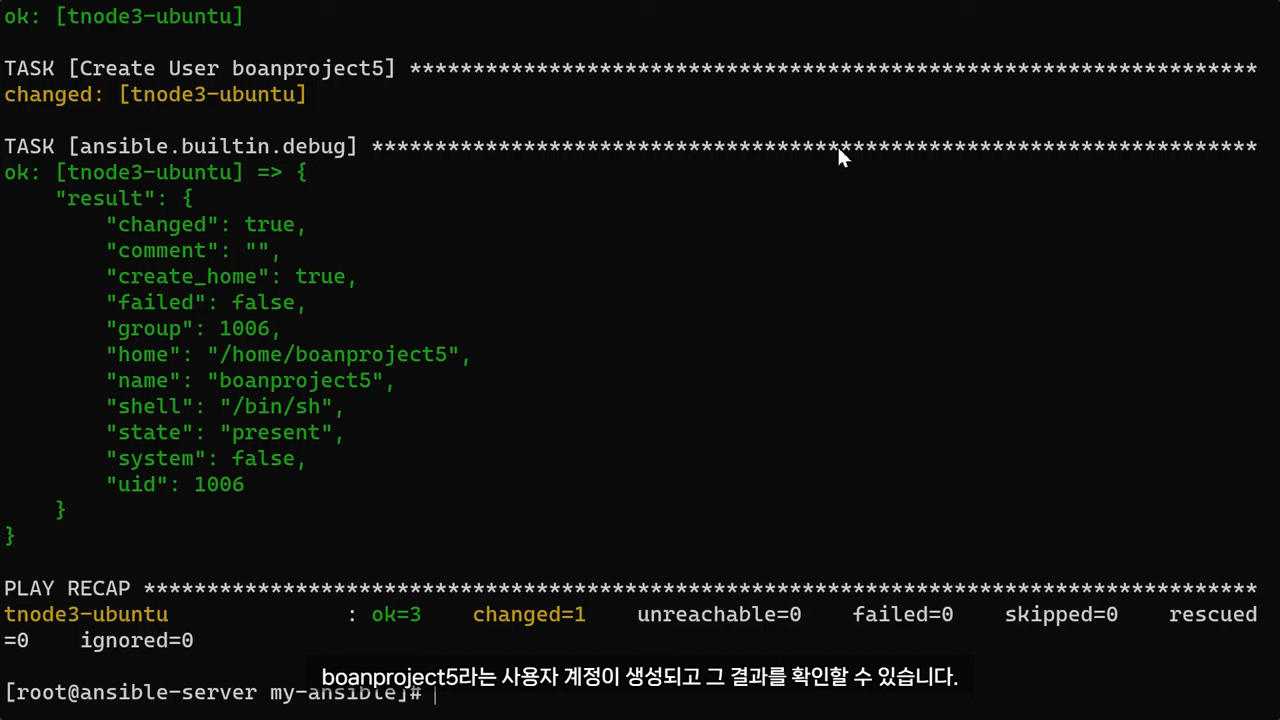 ok: [tnode3-ubuntu]
TASK [Create User boanproject5] *******************************************************************
changed: [tnode3-ubuntu]
TASK [ansible.builtin.debug] **********************************************************************
ok: [tnode3-ubuntu] => {
    "result": {
        "changed": true,
        "comment": "",
        "create_home": true,
        "failed": false,
        "group": 1006,
        "home": "/home/boanproject5",
        "name": "boanproject5",
        "shell": "/bin/sh",
        "state": "present",
        "system": false,
        "uid": 1006
    }
}
PLAY RECAP ****************************************************************************************
tnode3-ubuntu              : ok=3    changed=1    unreachable=0    failed=0    skipped=0    rescued
=0    ignored=0
boanproject5라는 사용자 계정이 생성되고 그 결과를 확인할 수 있습니다.
[root@ansible-server my-ansible]#